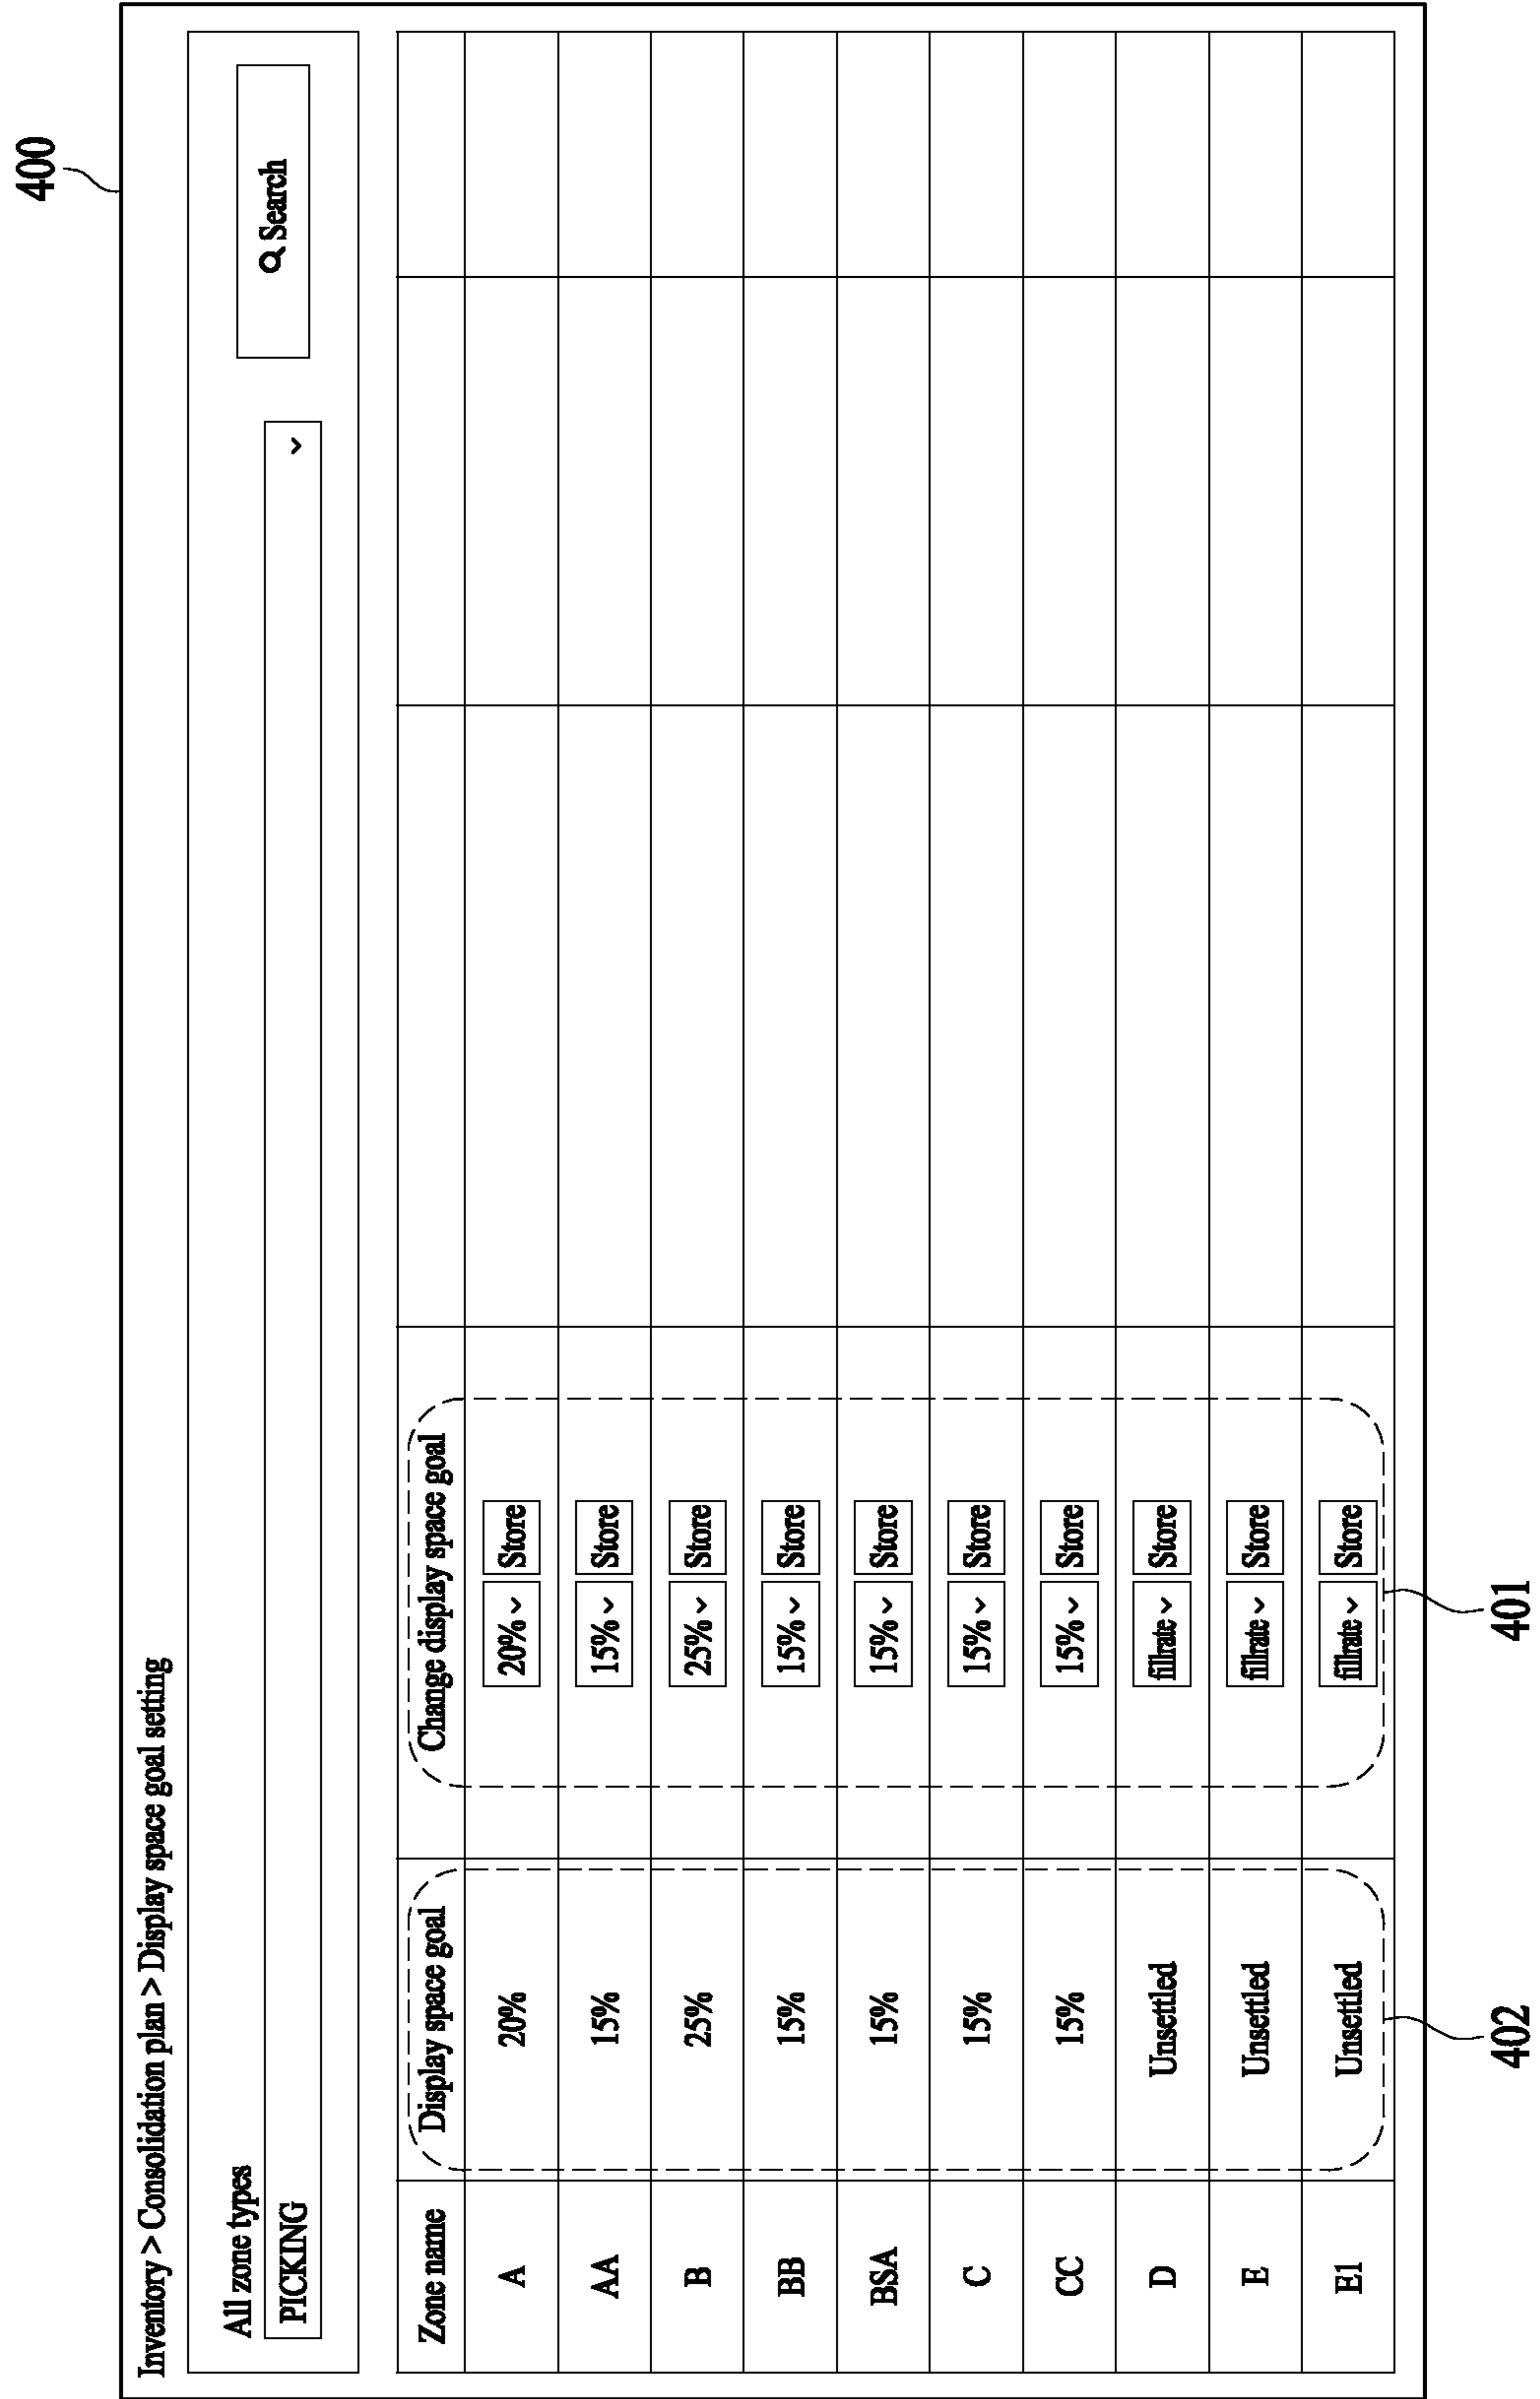 400
Inventory > Consolidation plan > Display space goal setting
All zone types
PICKING
Search
Zone name Display space goal Change display space goal
A 20% 20% Store
AA 15% 15% Store
B 25% 25% Store
BB 15% 15% Store
BSA 15% 15% Store
C 15% 15% Store
CC 15% 15% Store
D Unsettled fillrate Store
E Unsettled fillrate Store
E1 Unsettled fillrate Store
402 401